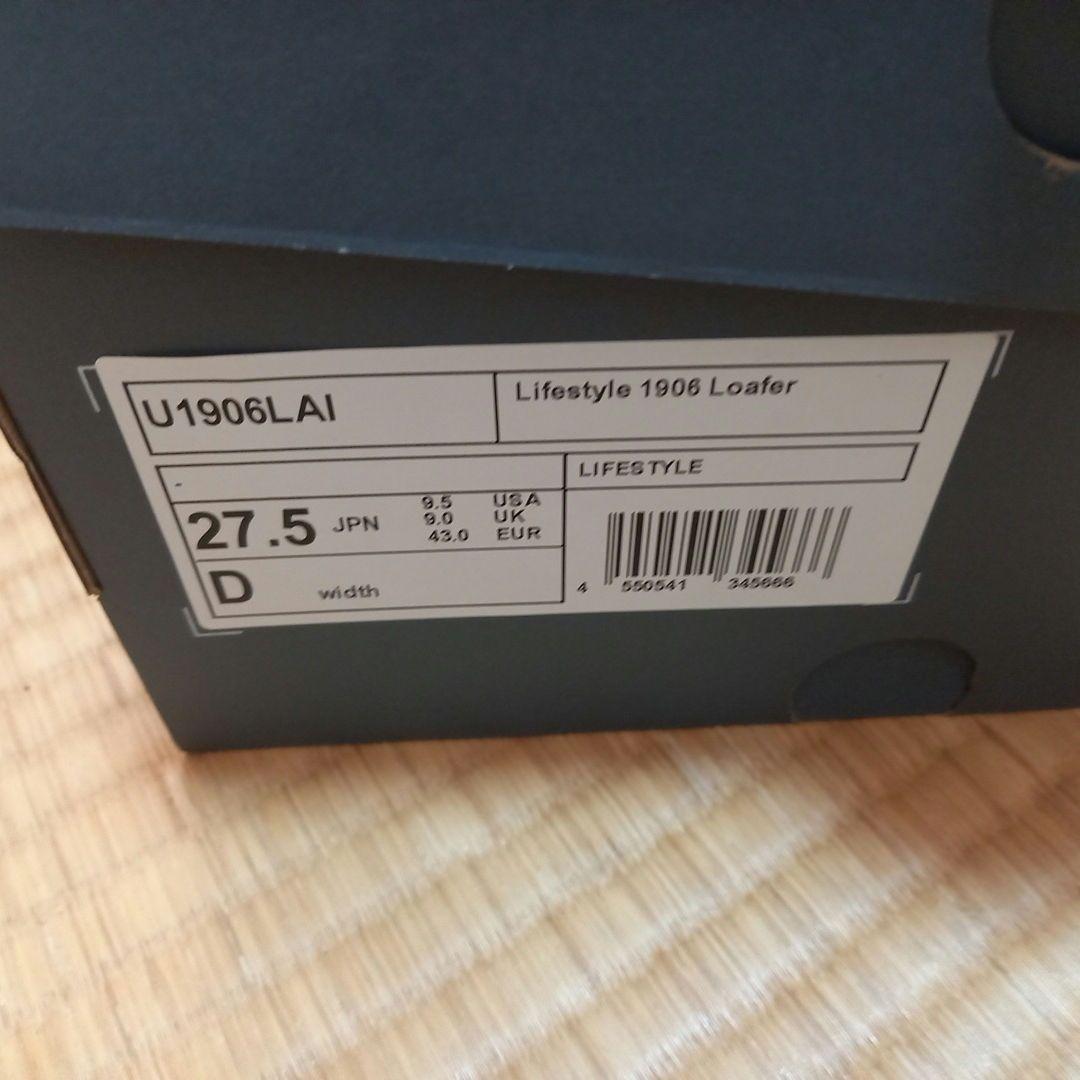 U1906LAI
Lifestyle 1906 Loafer
-
LIFESTYLE
27.5 JPN
9.5 USA
9.0 UK
43.0 EUR
D width
4 550541 345666